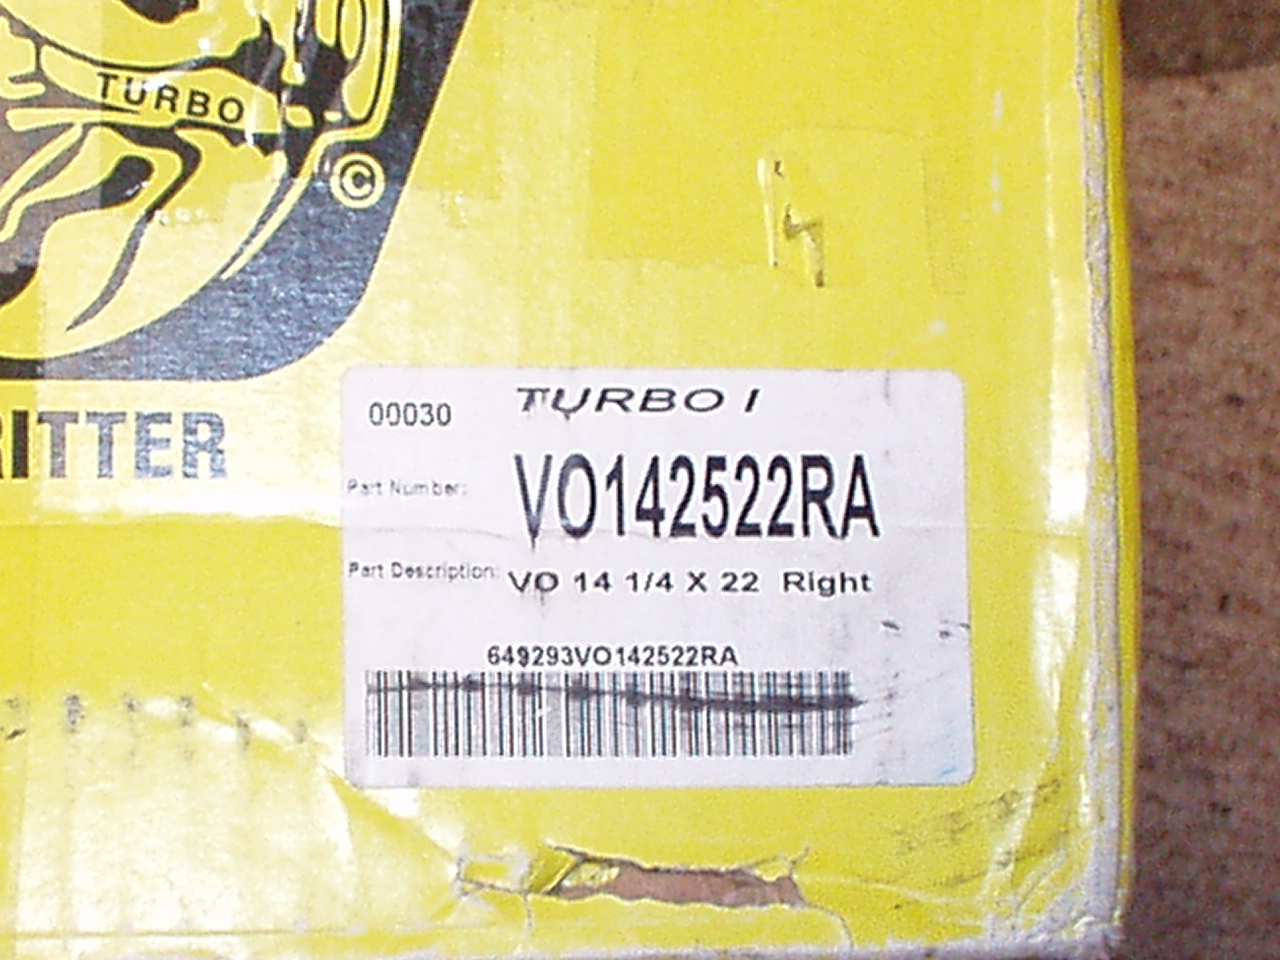 TURBO
©
RITTER
00030
TURBO I
Part Number:
VO142522RA
Part Description:
VO 14 1/4 X 22 Right
649293VO142522RA